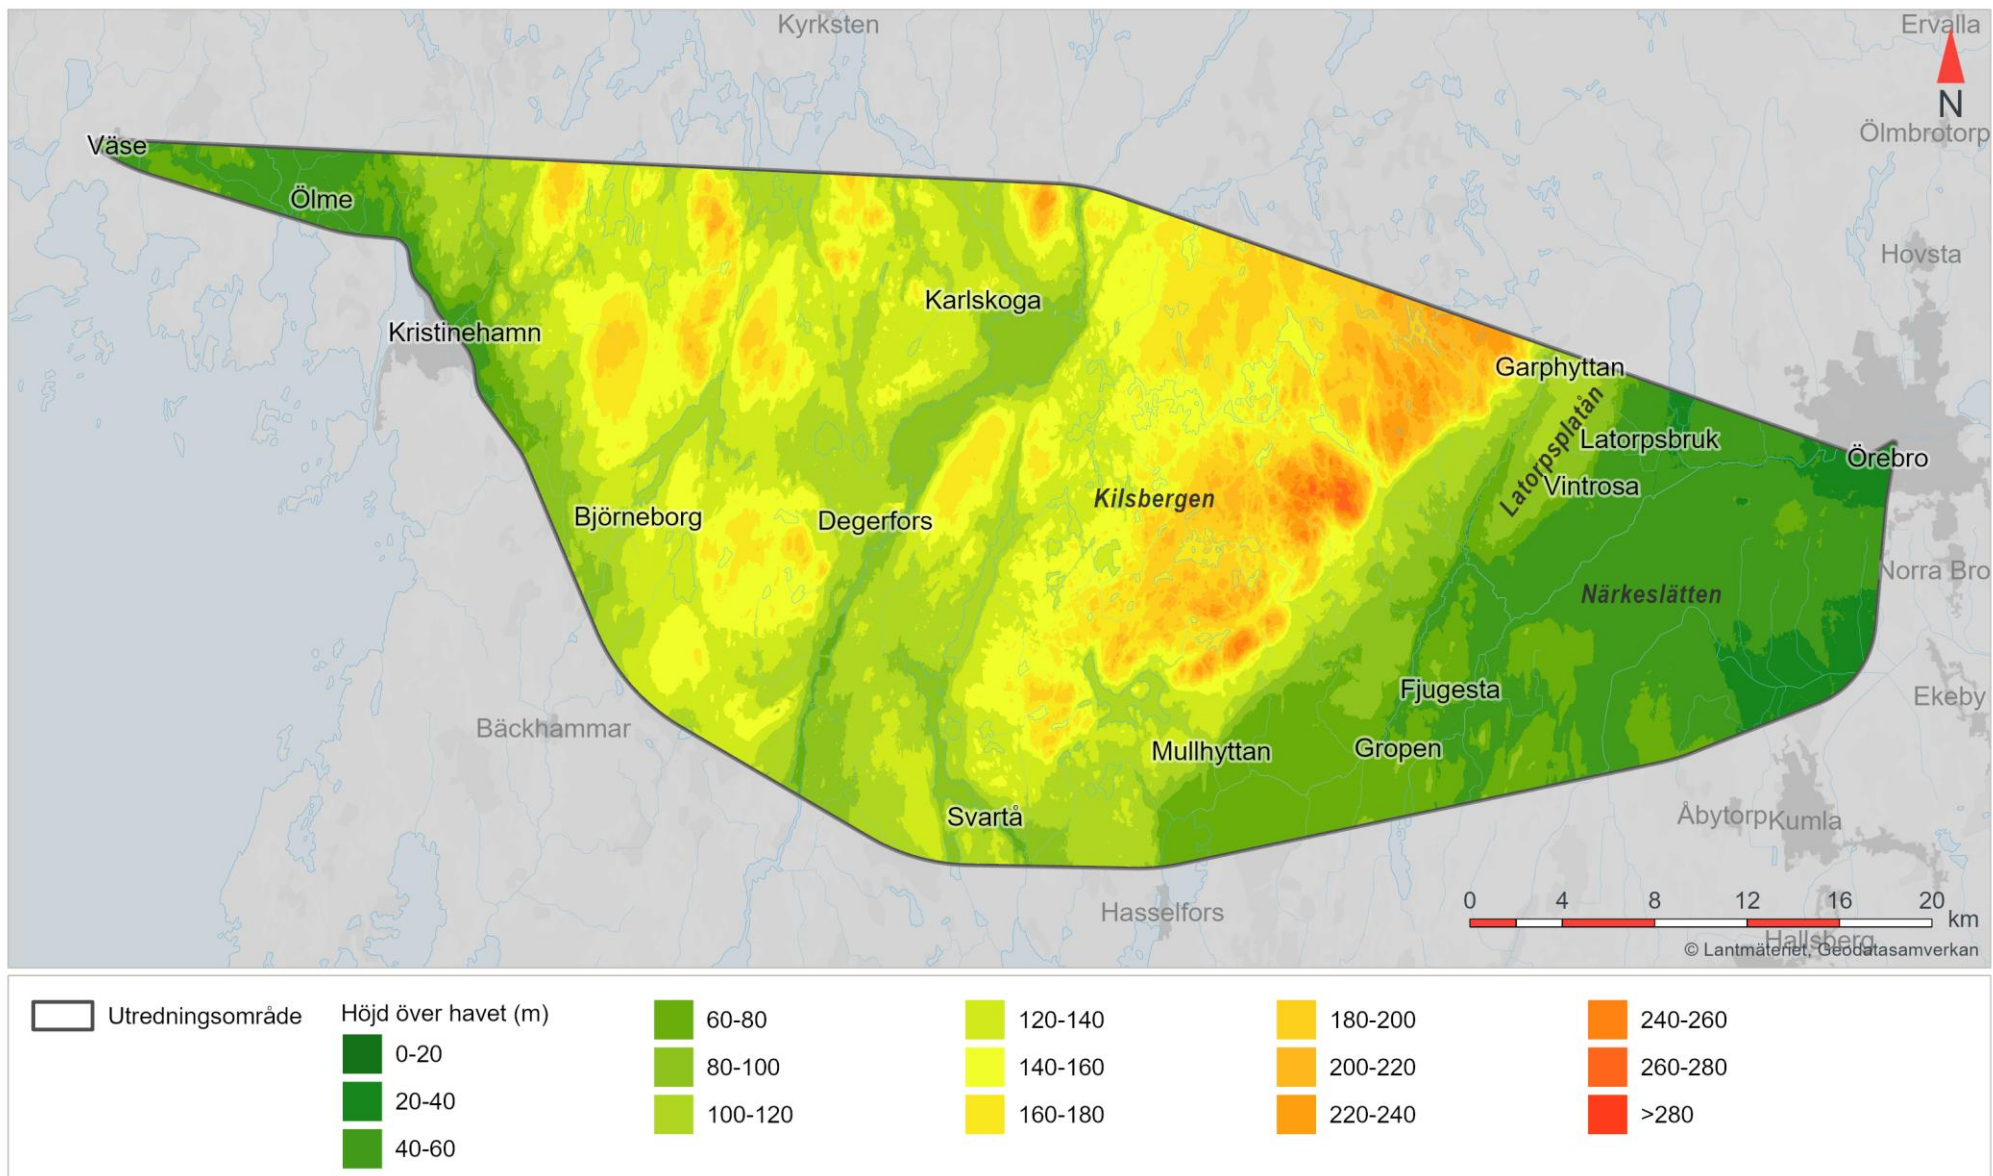 Kyrksten
Ervalla
N
Ölmbrotorp
Väse
Ölme
Hovsta
Karlskoga
Kristinehamn
Garphyttan
Latorpsplatån
Latorpsbruk
Örebro
Vintrosa
Kilsbergen
Björneborg
Degerfors
Norra Bro
Närkeslätten
Fjugesta
Ekeby
Bäckhammar
Mullhyttan
Gropen
Svartå
Åbytorp
Kumla
Hasselfors
0 4 8 12 16 20
km
Hallsberg
© Lantmäteriet, Geodatasamverkan
Utredningsområde
Höjd över havet (m)
0-20
20-40
40-60
60-80
80-100
100-120
120-140
140-160
160-180
180-200
200-220
220-240
240-260
260-280
>280